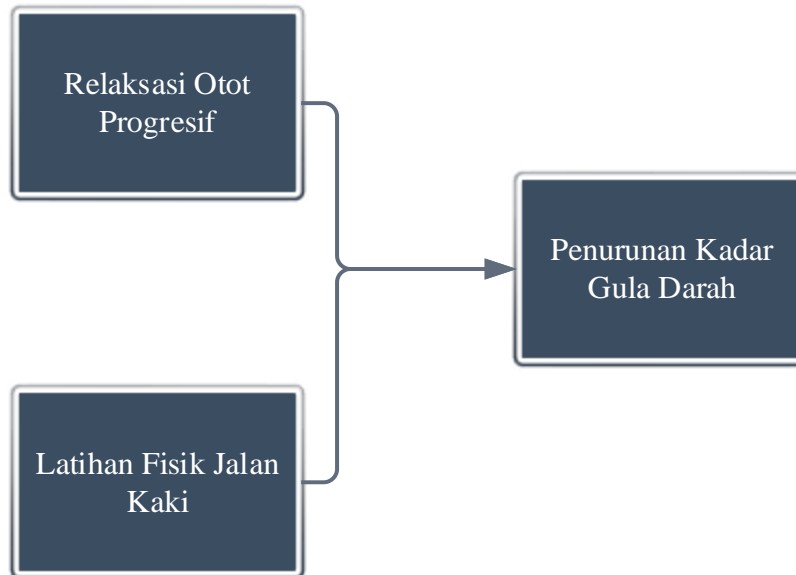 Relaksasi Otot
Progresif
Penurunan Kadar
Gula Darah
Latihan Fisik Jalan
Kaki